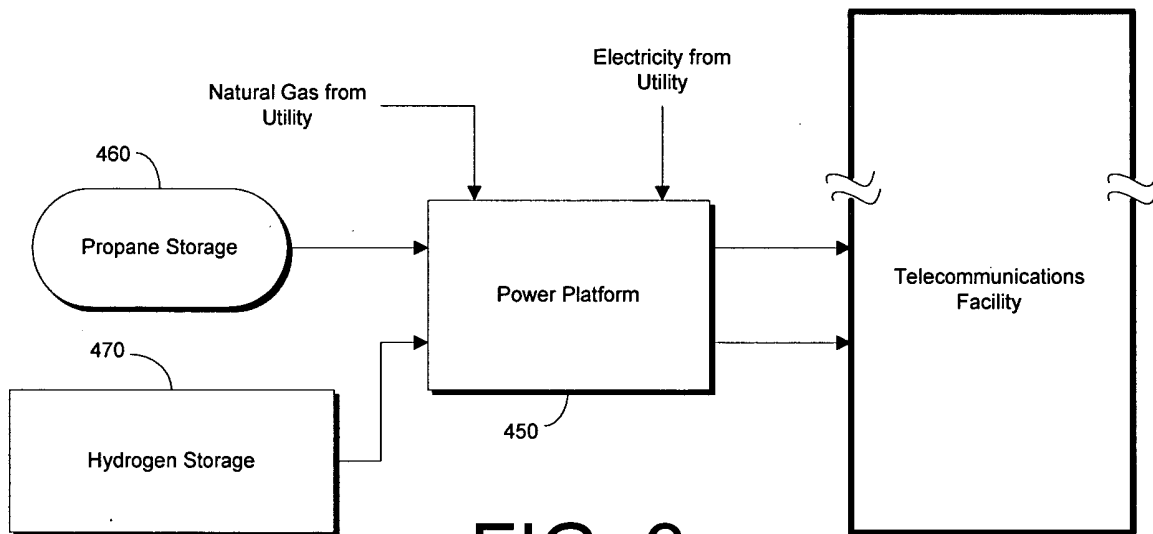 Electricity from
Utility
Natural Gas from
Utility
460
Propane Storage
Power Platform
Telecommunications
Facility
470
450
Hydrogen Storage